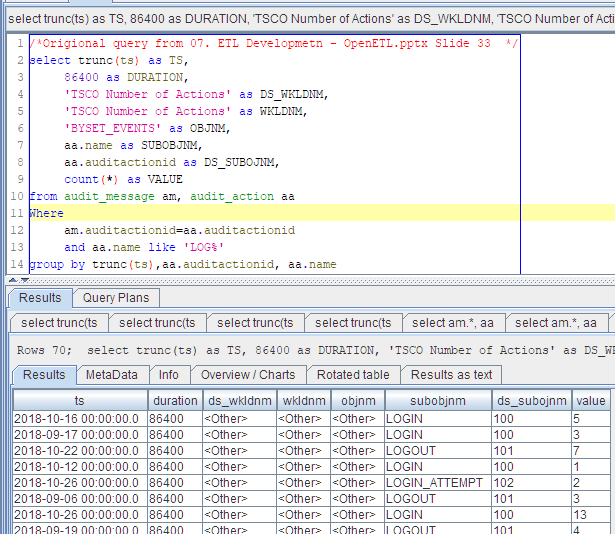 select trunc(ts) as TS, 86400 as DURATION, 'TSCO Number of Actions' as DS_WKLDNM, 'TSCO Number of Acti
1 /*Origional query from 07. ETL Developmetn - OpenETL.pptx Slide 33  */
2 select trunc(ts) as TS,
3 86400 as DURATION,
4 'TSCO Number of Actions' as DS_WKLDNM,
5 'TSCO Number of Actions' as WKLDNM,
6 'BYSET_EVENTS' as OBJNM,
7 aa.name as SUBOBJNM,
8 aa.auditactionid as DS_SUBOJNM,
9 count(*) as VALUE
10 from audit_message am, audit_action aa
11 Where
12 am.auditactionid=aa.auditactionid
13 and aa.name like 'LOG%'
14 group by trunc(ts),aa.auditactionid, aa.name
Results Query Plans
select trunc(ts select trunc(ts select trunc(ts select trunc(ts select am.*, aa select am.*, aa
Rows 70;  select trunc(ts) as TS, 86400 as DURATION, 'TSCO Number of Actions' as DS_W
Results MetaData Info Overview / Charts Rotated table Results as text
ts duration ds_wkldnm wkldnm objnm subobjnm ds_subojnm value
2018-10-16 00:00:00.0 86400 <Other> <Other> <Other> LOGIN 100 5
2018-09-17 00:00:00.0 86400 <Other> <Other> <Other> LOGIN 100 3
2018-10-22 00:00:00.0 86400 <Other> <Other> <Other> LOGOUT 101 7
2018-10-12 00:00:00.0 86400 <Other> <Other> <Other> LOGIN 100 1
2018-10-26 00:00:00.0 86400 <Other> <Other> <Other> LOGIN_ATTEMPT 102 2
2018-09-06 00:00:00.0 86400 <Other> <Other> <Other> LOGOUT 101 3
2018-10-26 00:00:00.0 86400 <Other> <Other> <Other> LOGIN 100 13
2018-09-19 00:00:00.0 86400 <Other> <Other> <Other> LOGOUT 101 4